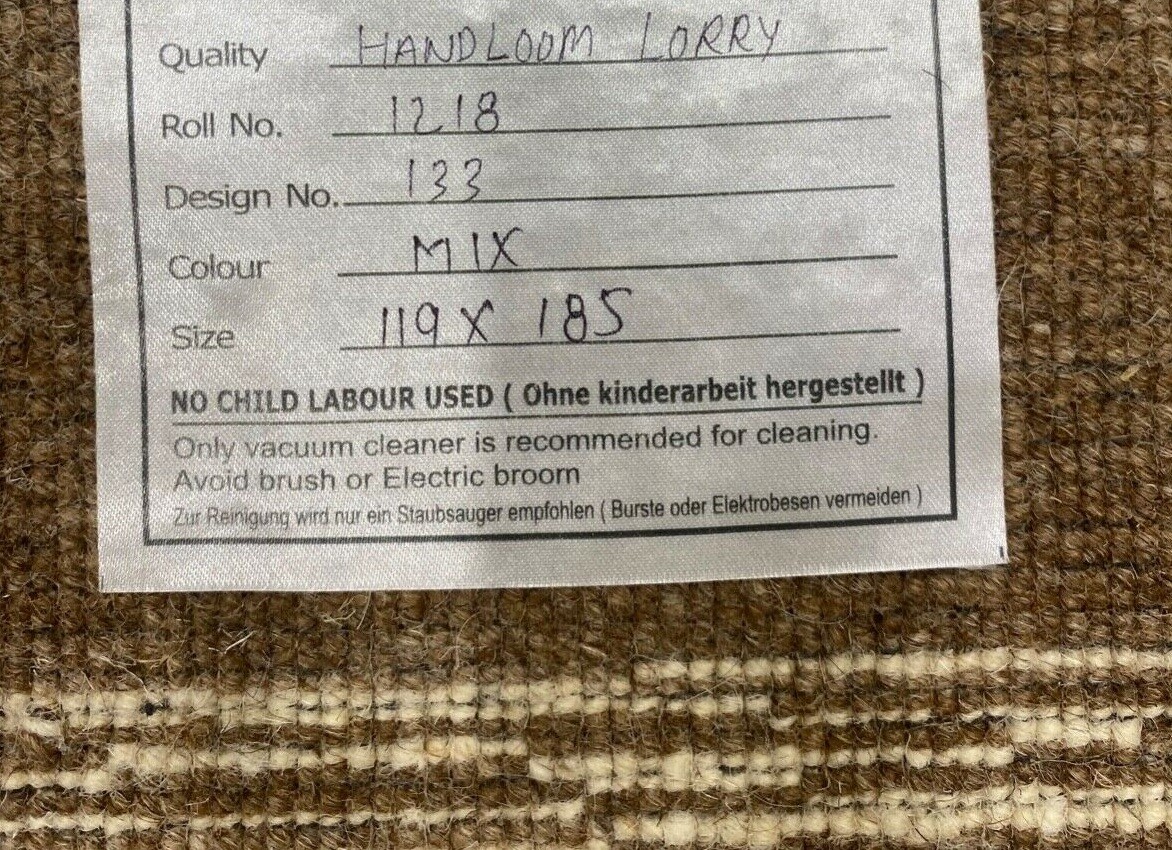 Quality HANDLOOM LORRY
Roll No. 1218
Design No. 133
Colour MIX
Size 119 X 185
NO CHILD LABOUR USED ( Ohne kinderarbeit hergestellt )
Only vacuum cleaner is recommended for cleaning.
Avoid brush or Electric broom
Zur Reinigung wird nur ein Staubsauger empfohlen ( Burste oder Elektrobesen vermeiden )